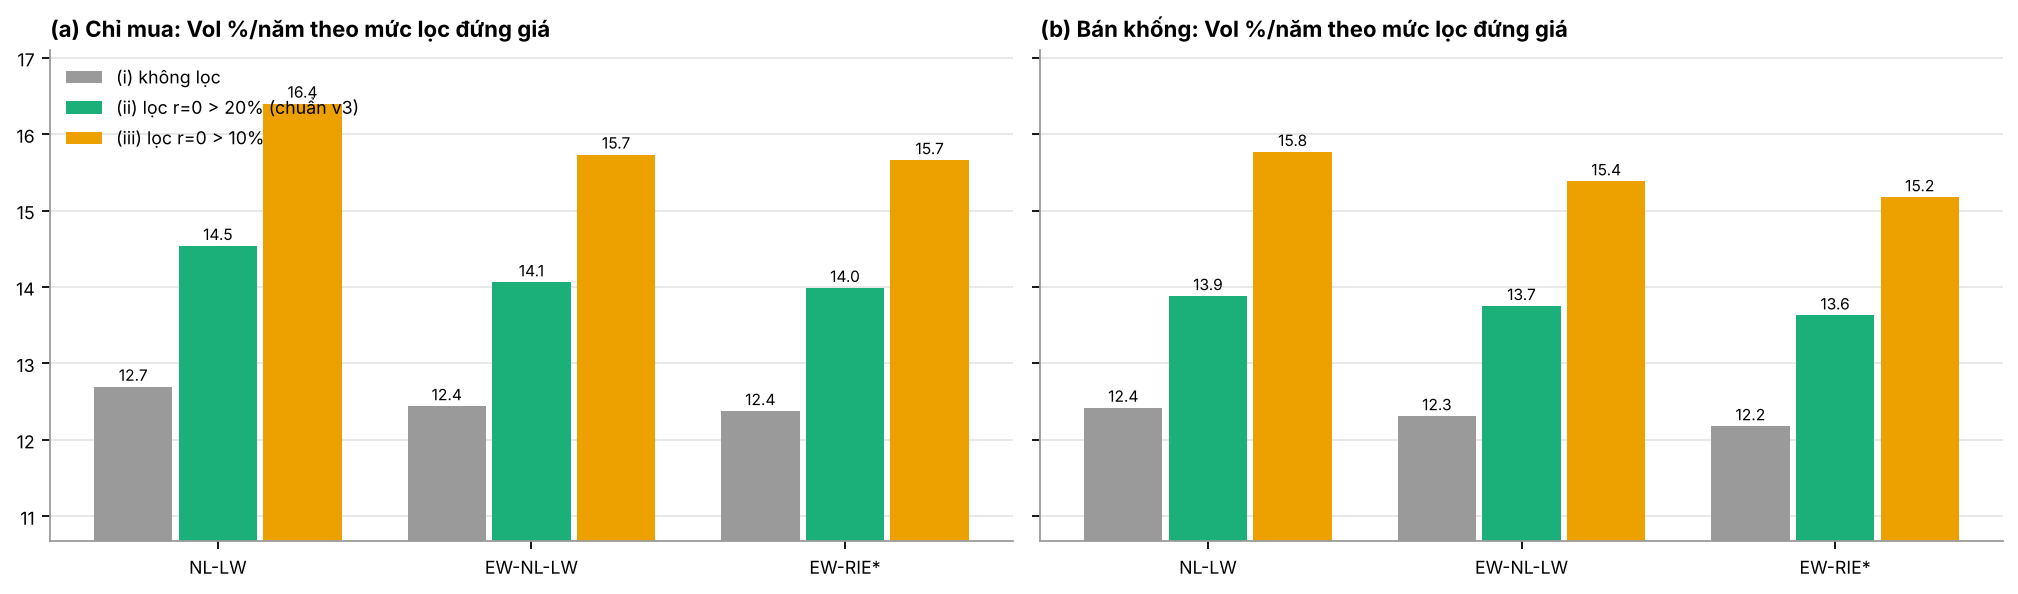 (a) Chỉ mua: Vol %/năm theo mức lọc đứng giá
17
16
15
14
13
12
11
(i) không lọc
(ii) lọc r=0 > 20% (chuẩn v3)
(iii) lọc r=0 > 10%
12.7
14.5
16.4
12.4
14.1
15.7
12.4
14.0
15.7
NL-LW
EW-NL-LW
EW-RIE*
(b) Bán khống: Vol %/năm theo mức lọc đứng giá
12.4
13.9
15.8
12.3
13.7
15.4
12.2
13.6
15.2
NL-LW
EW-NL-LW
EW-RIE*